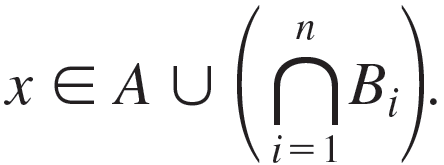 x ∈ A ∪ (⋂_{i=1}^{n} B_i).